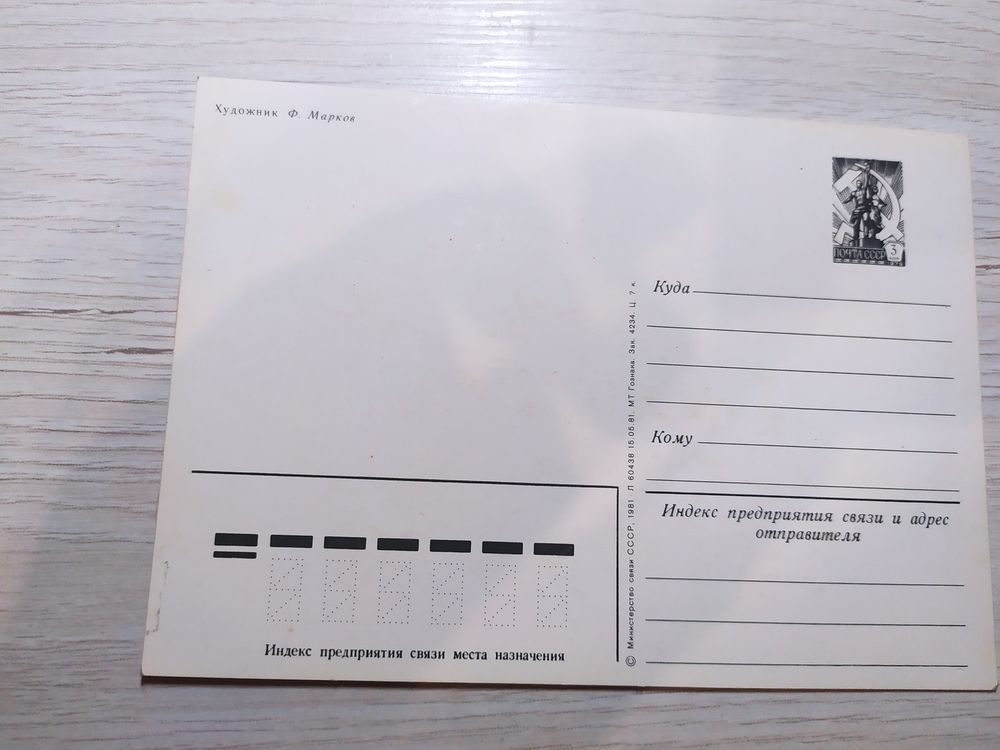 Художник Ф. Марков
ПОЧТА СССР 3
Куда
Кому
© Министерство связи СССР, 1981 Л 60438 15.05.81. МТ Гознака. Зак. 4234. Ц. 7 к.
Индекс предприятия связи и адрес
отправителя
Индекс предприятия связи места назначения